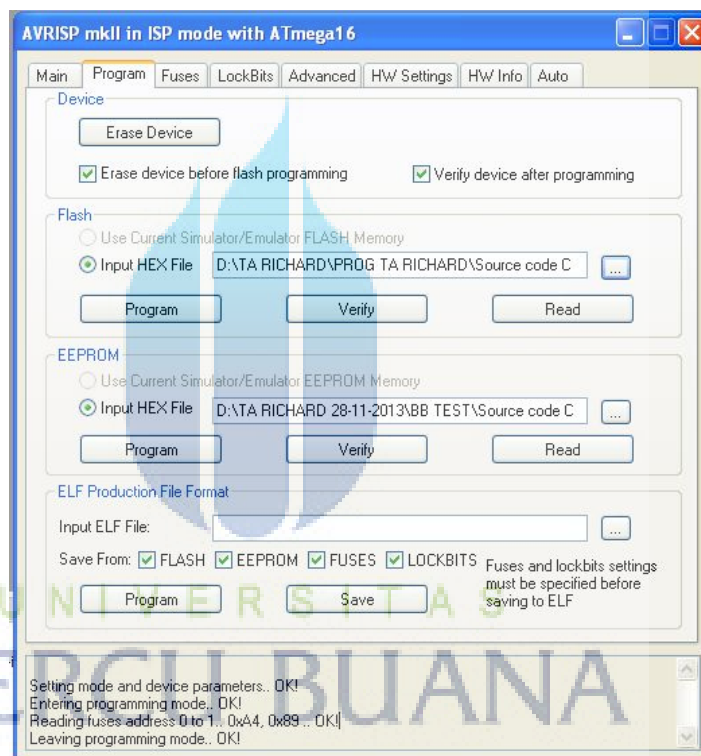 AVRISP mkII in ISP mode with ATmega16
Main Program Fuses LockBits Advanced HW Settings HW Info Auto
Device
Erase Device
Erase device before flash programming Verify device after programming
Flash
Use Current Simulator/Emulator FLASH Memory
Input HEX File D:\TA RICHARD\PROG TA RICHARD\Source code C ...
Program Verify Read
EEPROM
Use Current Simulator/Emulator EEPROM Memory
Input HEX File D:\TA RICHARD 28-11-2013\BB TEST\Source code C ...
Program Verify Read
ELF Production File Format
Input ELF File: ...
Save From: FLASH EEPROM FUSES LOCKBITS
Fuses and lockbits settings
must be specified before
saving to ELF
Program Save
UNIVERSITAS
ERCU BUANA
Setting mode and device parameters.. OK!
Entering programming mode.. OK!
Reading fuses address 0 to 1.. 0xA4, 0x89 .. OK!
Leaving programming mode.. OK!